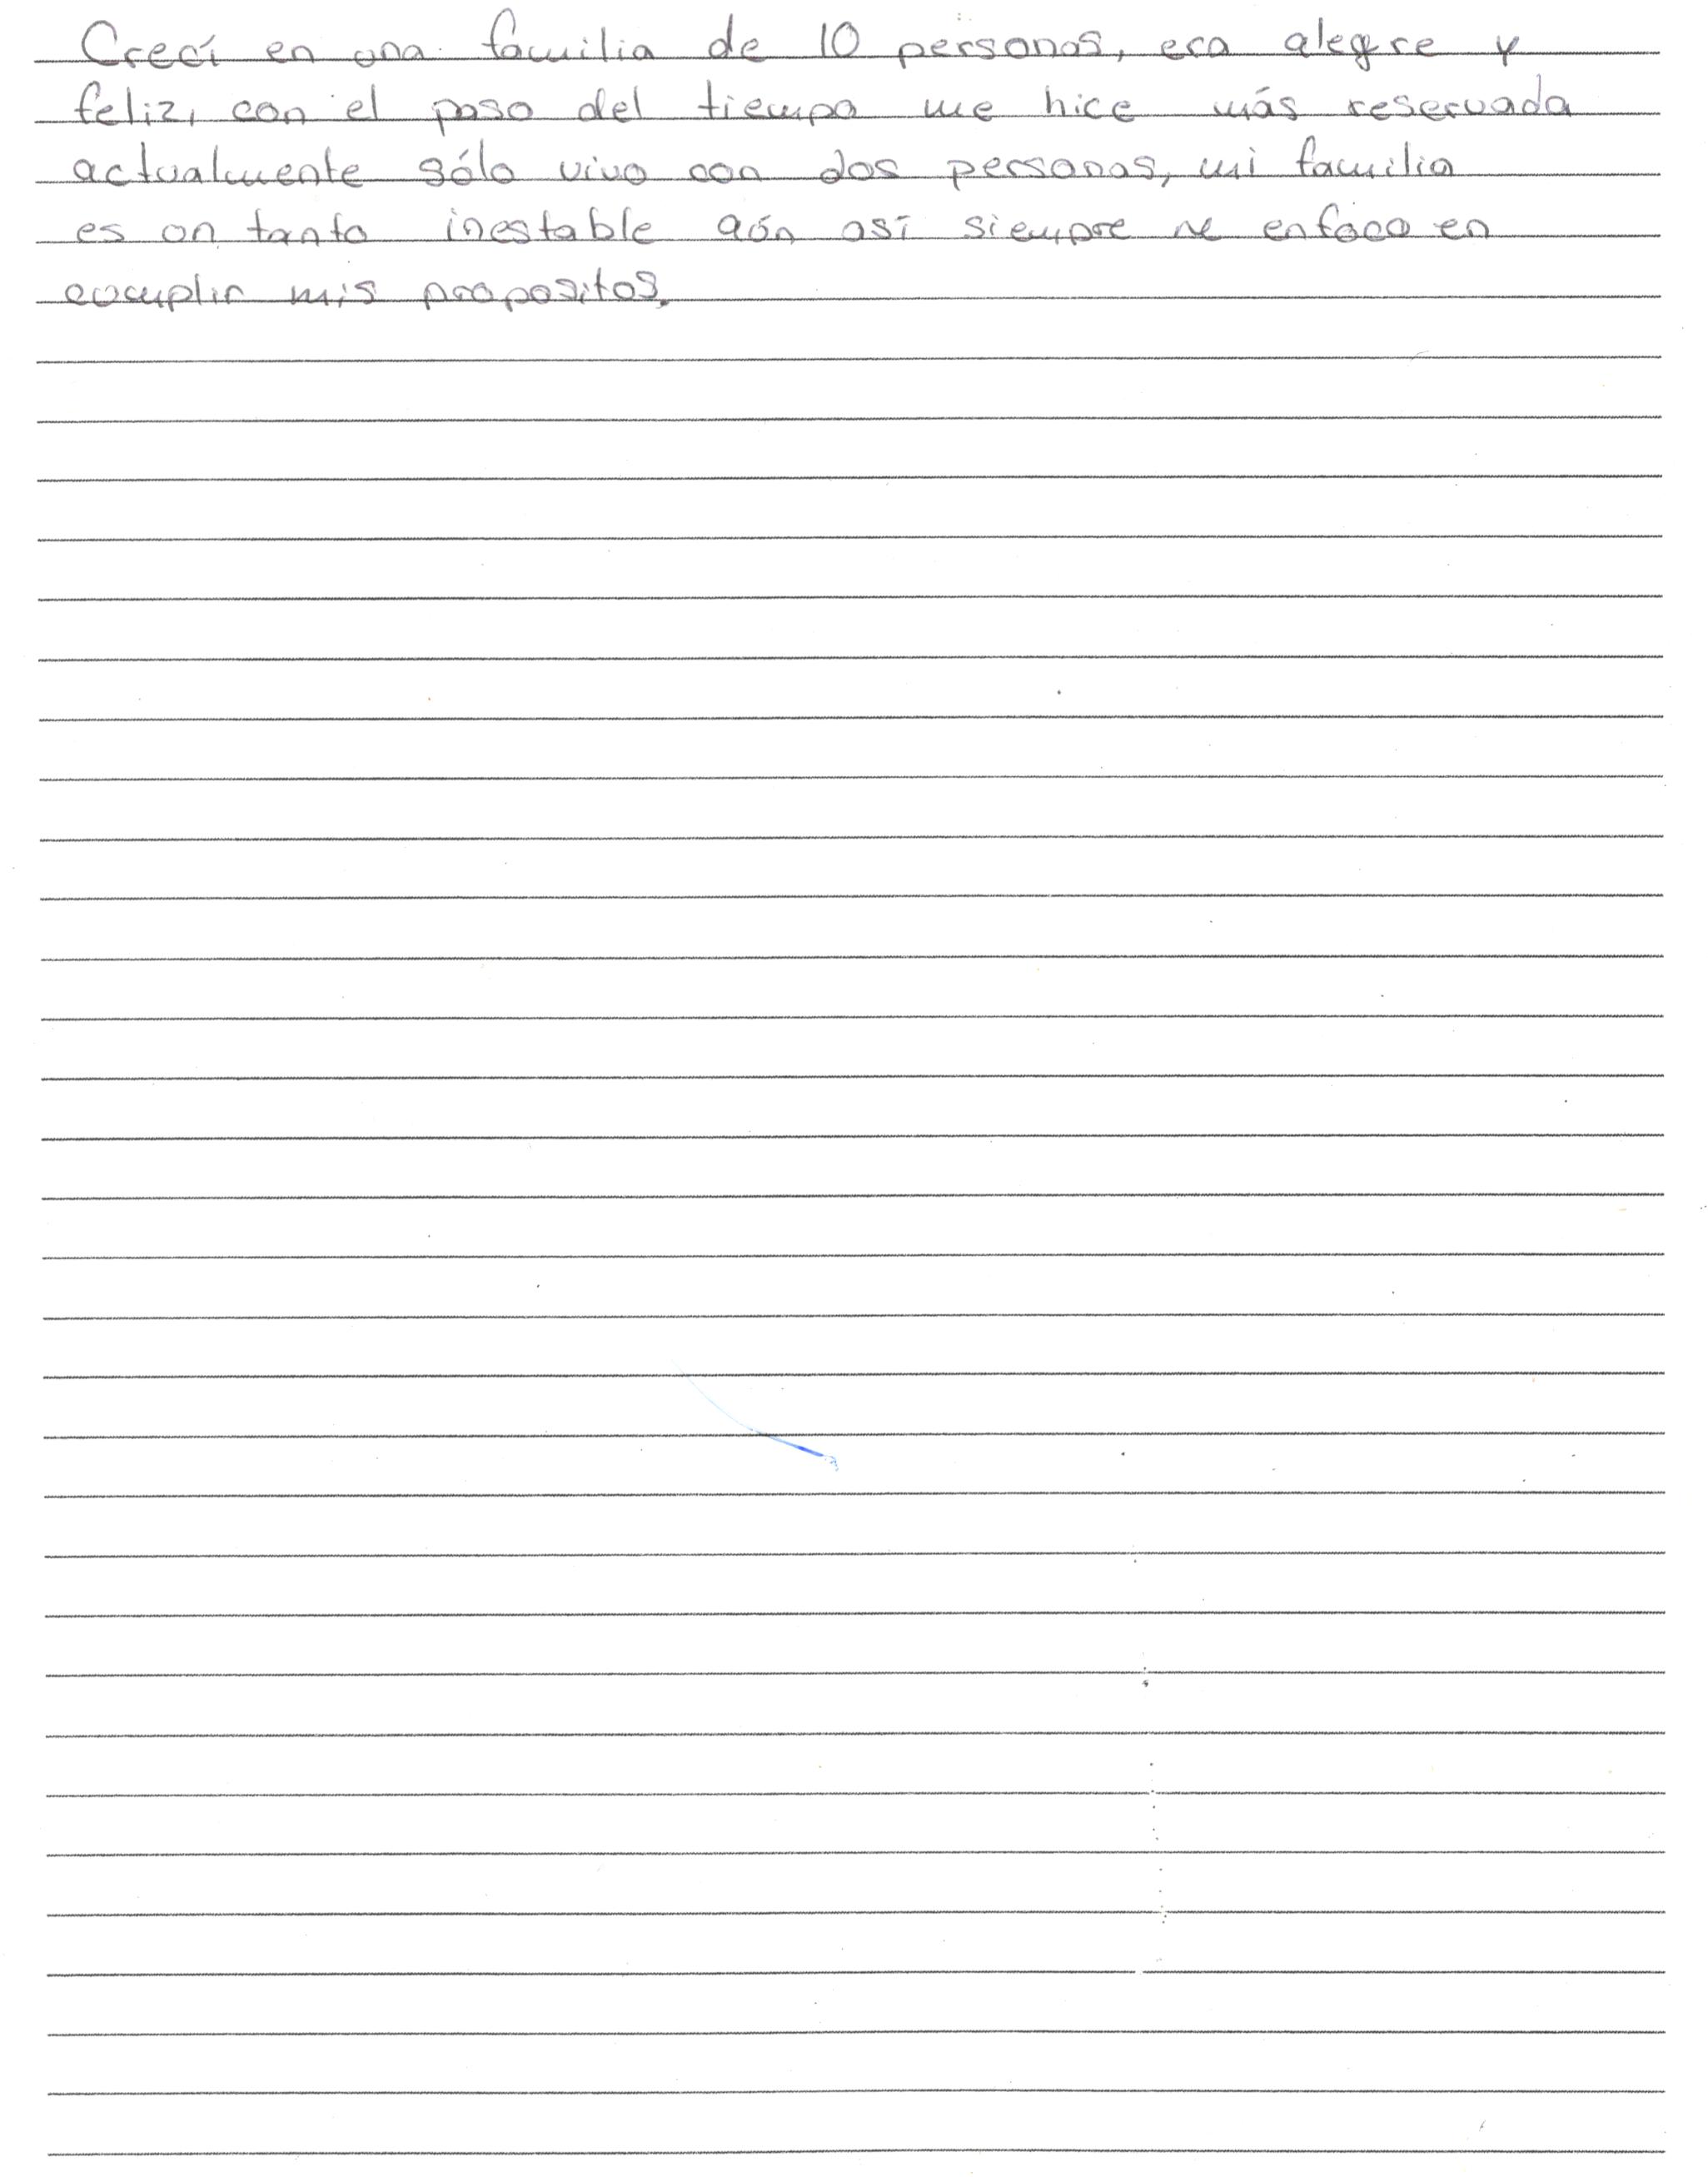 Crecí en una familia de 10 personas, era alegre y
feliz, con el paso del tiempo me hice más reservada
actualmente sólo vivo con dos personas, mi familia
es un tanto inestable aún así siempre me enfoco en
cumplir mis propositos.